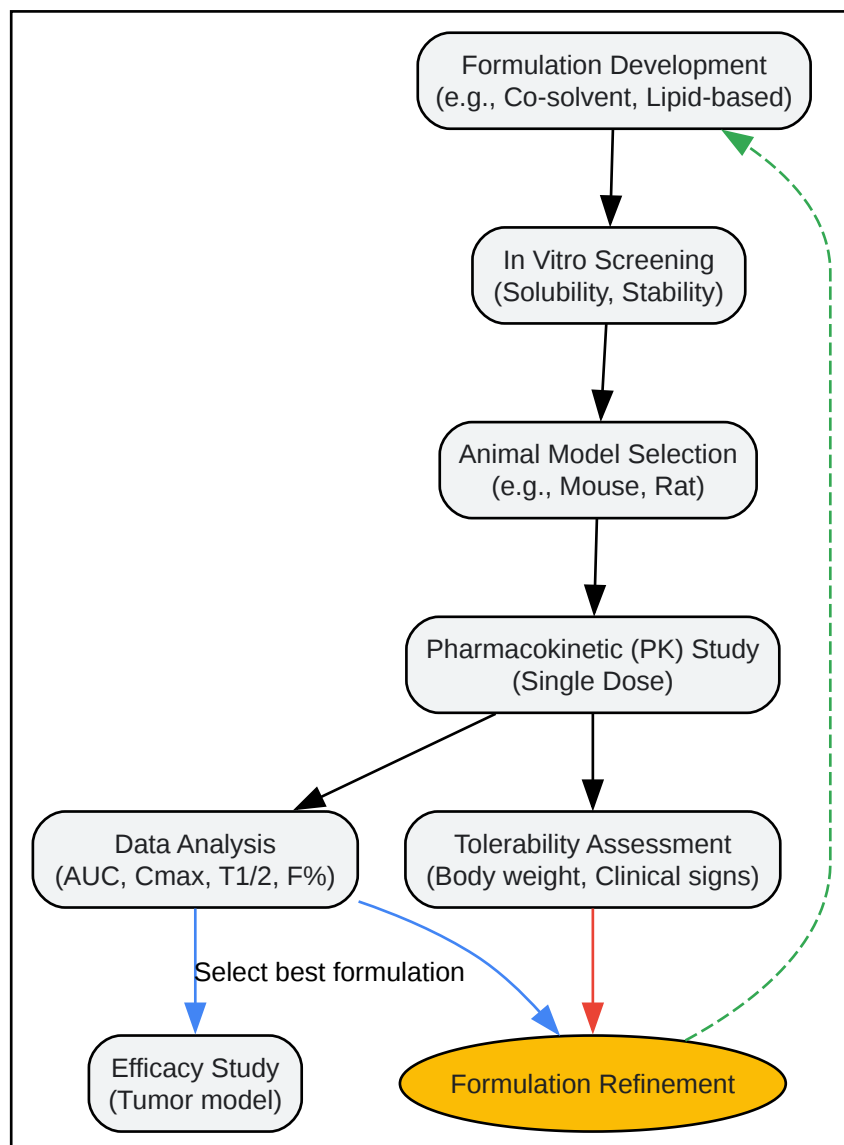 Formulation Development
(e.g., Co-solvent, Lipid-based)
In Vitro Screening
(Solubility, Stability)
Animal Model Selection
(e.g., Mouse, Rat)
Pharmacokinetic (PK) Study
(Single Dose)
Data Analysis
(AUC, Cmax, T1/2, F%)
Tolerability Assessment
(Body weight, Clinical signs)
Select best formulation
Efficacy Study
(Tumor model)
Formulation Refinement